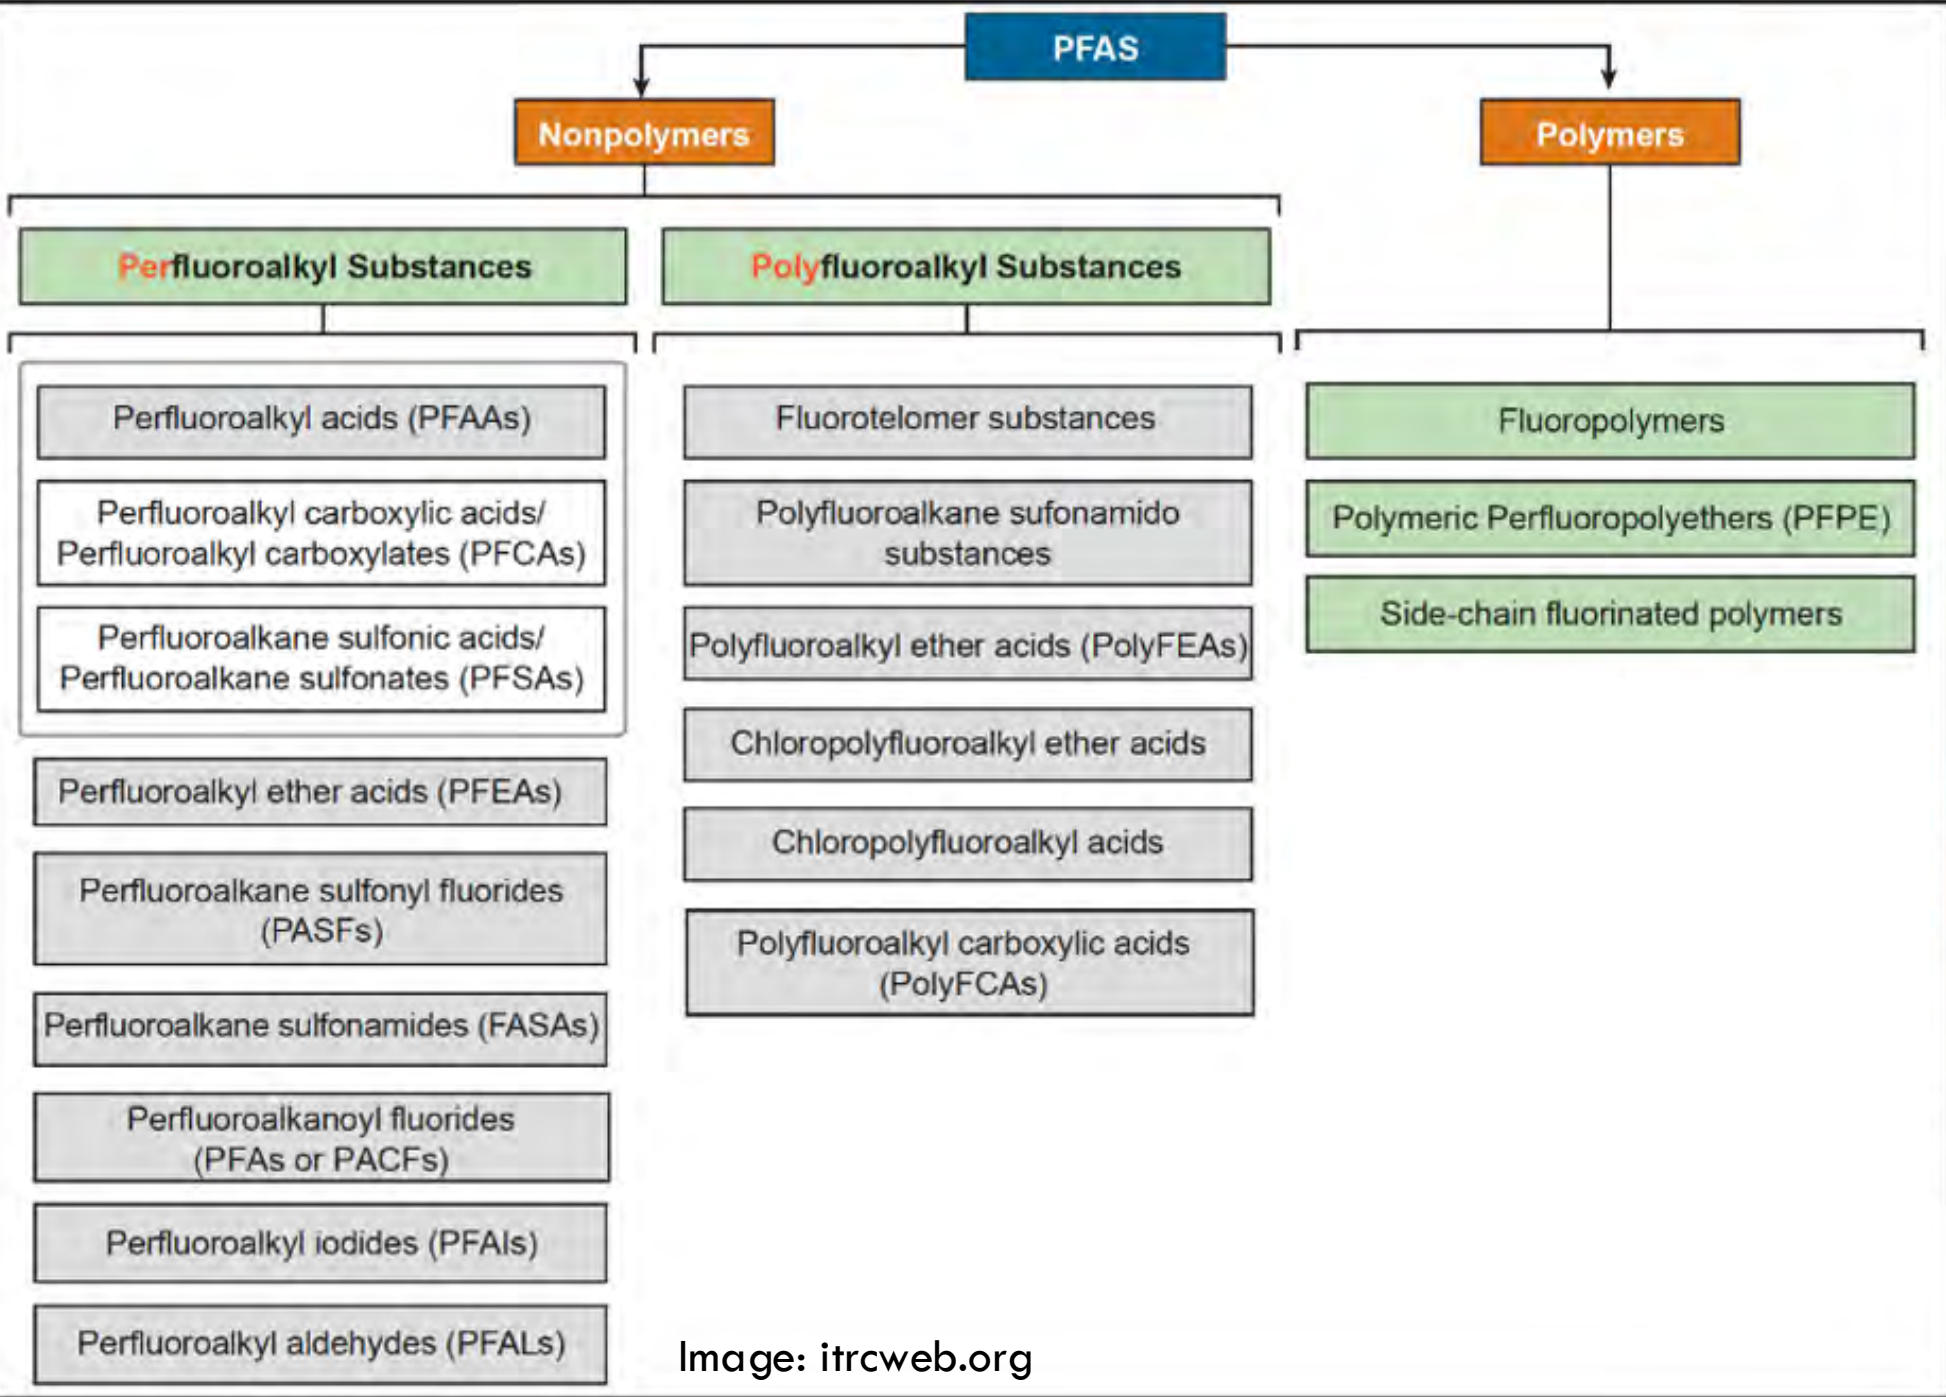 PFAS
Nonpolymers
Polymers
Perfluoroalkyl Substances
Polyfluoroalkyl Substances
Perfluoroalkyl acids (PFAAs)
Perfluoroalkyl carboxylic acids/
Perfluoroalkyl carboxylates (PFCAs)
Perfluoroalkane sulfonic acids/
Perfluoroalkane sulfonates (PFSAs)
Perfluoroalkyl ether acids (PFEAs)
Perfluoroalkane sulfonyl fluorides
(PASFs)
Perfluoroalkane sulfonamides (FASAs)
Perfluoroalkanoyl fluorides
(PFAs or PACFs)
Perfluoroalkyl iodides (PFAIs)
Perfluoroalkyl aldehydes (PFALs)
Fluorotelomer substances
Polyfluoroalkane sufonamido
substances
Polyfluoroalkyl ether acids (PolyFEAs)
Chloropolyfluoroalkyl ether acids
Chloropolyfluoroalkyl acids
Polyfluoroalkyl carboxylic acids
(PolyFCAs)
Fluoropolymers
Polymeric Perfluoropolyethers (PFPE)
Side-chain fluorinated polymers
Image: itrcweb.org